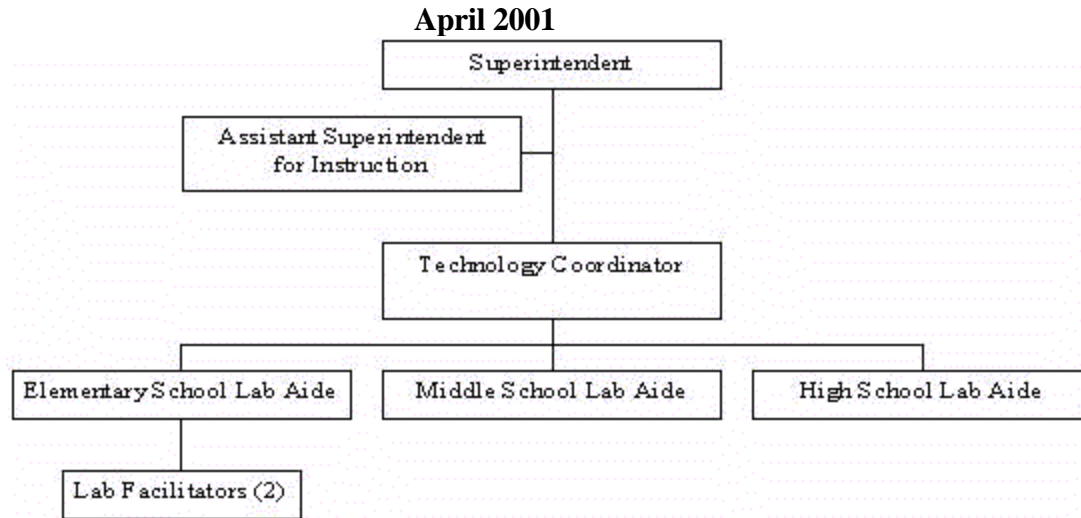 April 2001
Superintendent
Assistant Superintendent
for Instruction
Technology Coordinator
Elementary School Lab Aide
Middle School Lab Aide
High School Lab Aide
Lab Facilitators (2)